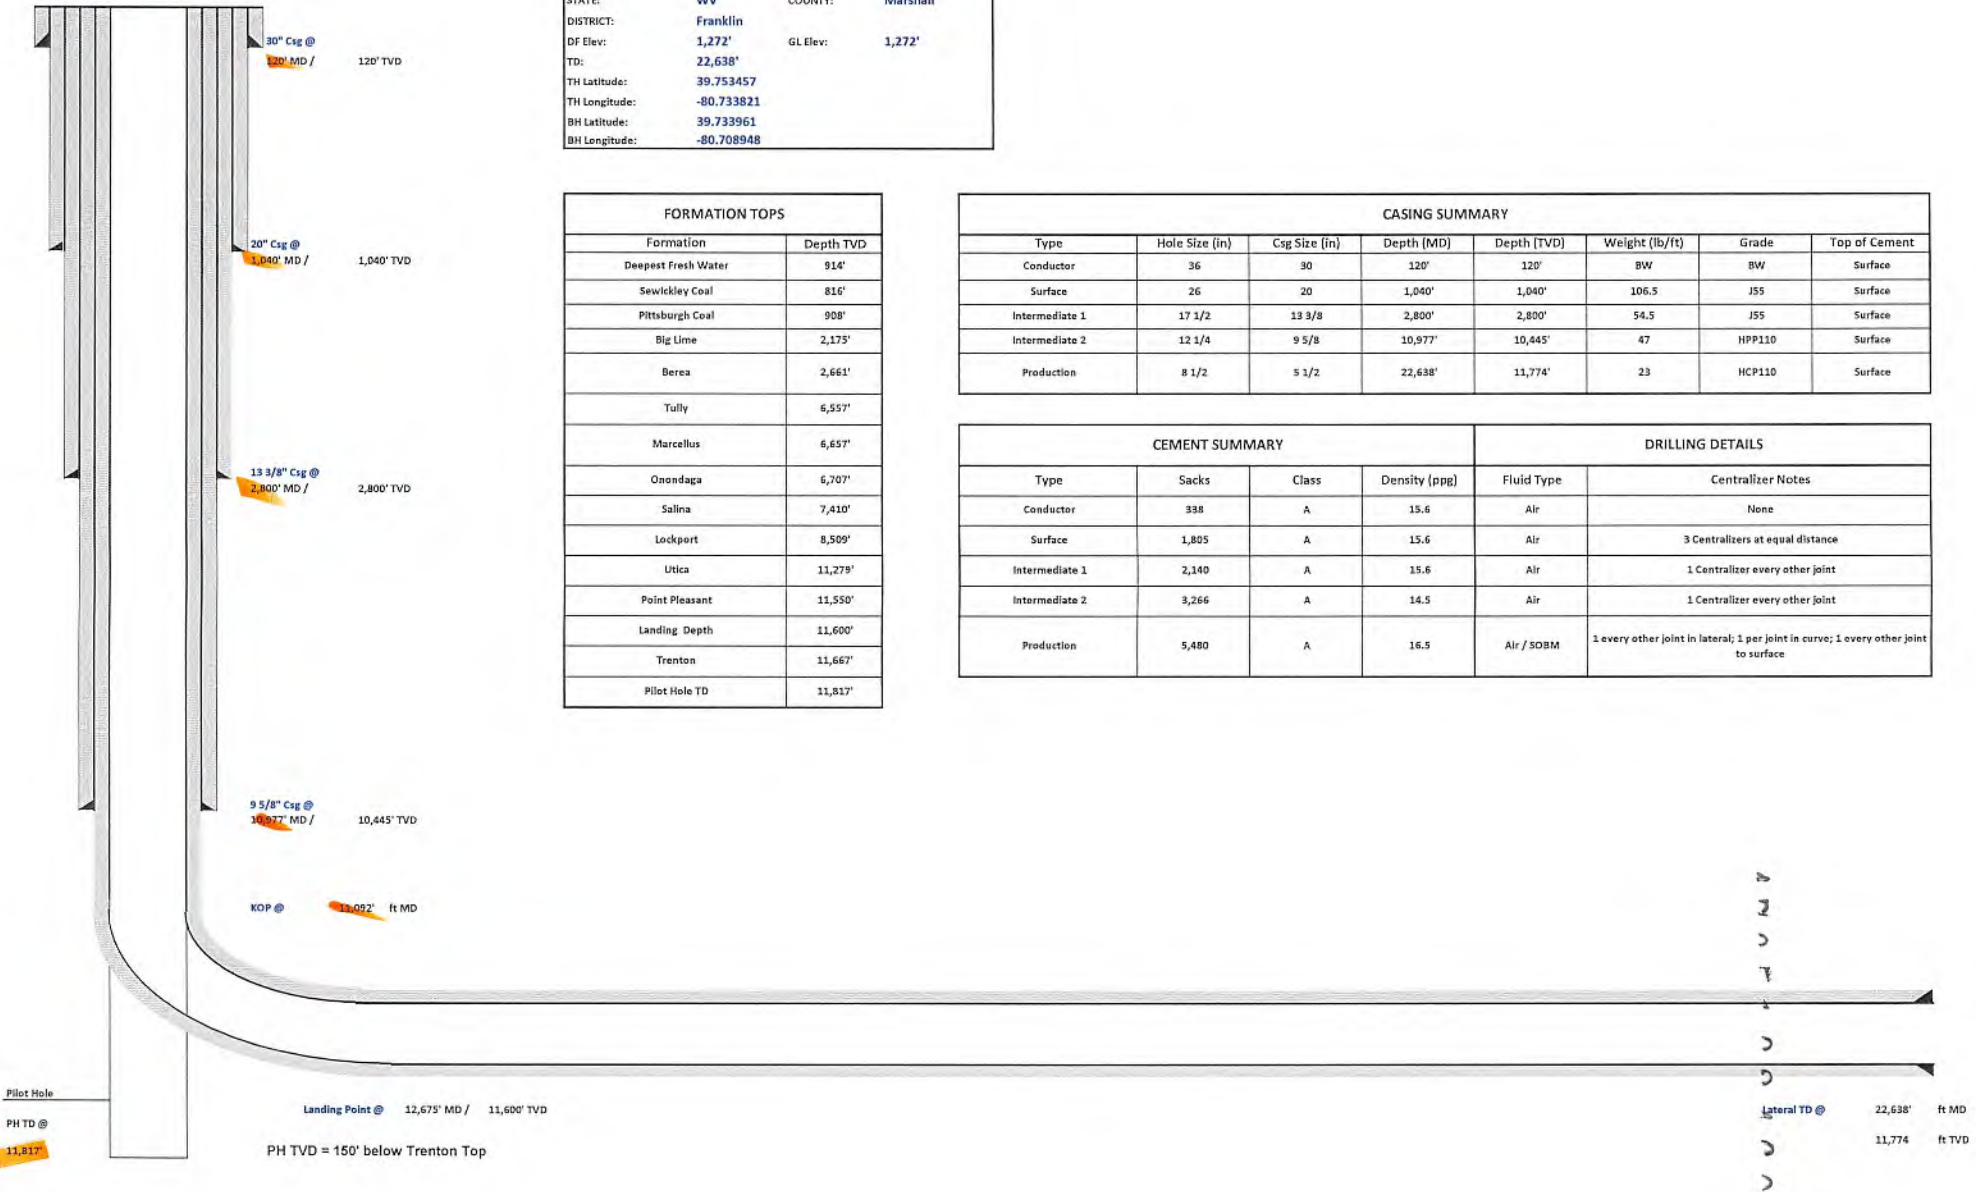 STATE: WV COUNTY: Marshall
DISTRICT: Franklin
DF Elev: 1,272' GL Elev: 1,272'
TD: 22,638'
TH Latitude: 39.753457
TH Longitude: -80.733821
BH Latitude: 39.733961
BH Longitude: -80.708948
30" Csg @
120' MD / 120' TVD
20" Csg @
1,040' MD / 1,040' TVD
13 3/8" Csg @
2,800' MD / 2,800' TVD
9 5/8" Csg @
10,977' MD / 10,445' TVD
KOP @ 11,092' ft MD
FORMATION TOPS
Formation Depth TVD
Deepest Fresh Water 914'
Sewickley Coal 816'
Pittsburgh Coal 908'
Big Lime 2,175'
Berea 2,661'
Tully 6,557'
Marcellus 6,657'
Onondaga 6,707'
Salina 7,410'
Lockport 8,509'
Utica 11,279'
Point Pleasant 11,550'
Landing Depth 11,600'
Trenton 11,667'
Pilot Hole TD 11,817'
CASING SUMMARY
Type Hole Size (in) Csg Size (in) Depth (MD) Depth (TVD) Weight (lb/ft) Grade Top of Cement
Conductor 36 30 120' 120' BW BW Surface
Surface 26 20 1,040' 1,040' 106.5 J55 Surface
Intermediate 1 17 1/2 13 3/8 2,800' 2,800' 54.5 J55 Surface
Intermediate 2 12 1/4 9 5/8 10,977' 10,445' 47 HPP110 Surface
Production 8 1/2 5 1/2 22,638' 11,774' 23 HCP110 Surface
CEMENT SUMMARY DRILLING DETAILS
Type Sacks Class Density (ppg) Fluid Type Centralizer Notes
Conductor 338 A 15.6 Air None
Surface 1,805 A 15.6 Air 3 Centralizers at equal distance
Intermediate 1 2,140 A 15.6 Air 1 Centralizer every other joint
Intermediate 2 3,266 A 14.5 Air 1 Centralizer every other joint
Production 5,480 A 16.5 Air / SOBM 1 every other joint in lateral; 1 per joint in curve; 1 every other joint
to surface
Pilot Hole
PH TD @
11,817'
Landing Point @ 12,675' MD / 11,600' TVD
PH TVD = 150' below Trenton Top
Lateral TD @ 22,638' ft MD
11,774 ft TVD